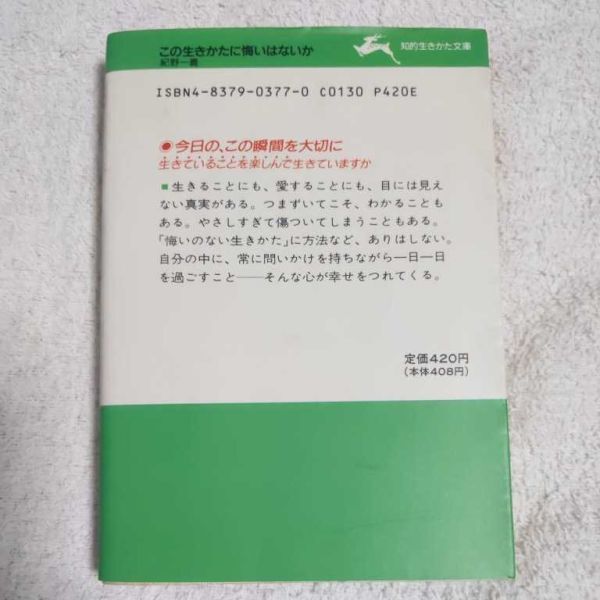 この生きかたに悔いはないか
紀野一義
知的生きかた文庫
ISBN4-8379-0377-0 C0130 P420E
●今日の、この瞬間を大切に
生きていることを楽しんで生きていますか
■生きることにも、愛することにも、目には見え
ない真実がある。つまずいてこそ、わかることも
ある。やさしすぎて傷ついてしまうこともある。
「悔いのない生きかた」に方法など、ありはしない。
自分の中に、常に問いかけを持ちながら一日一日
を過ごすこと――そんな心が幸せをつれてくる。
定価420円
(本体408円)